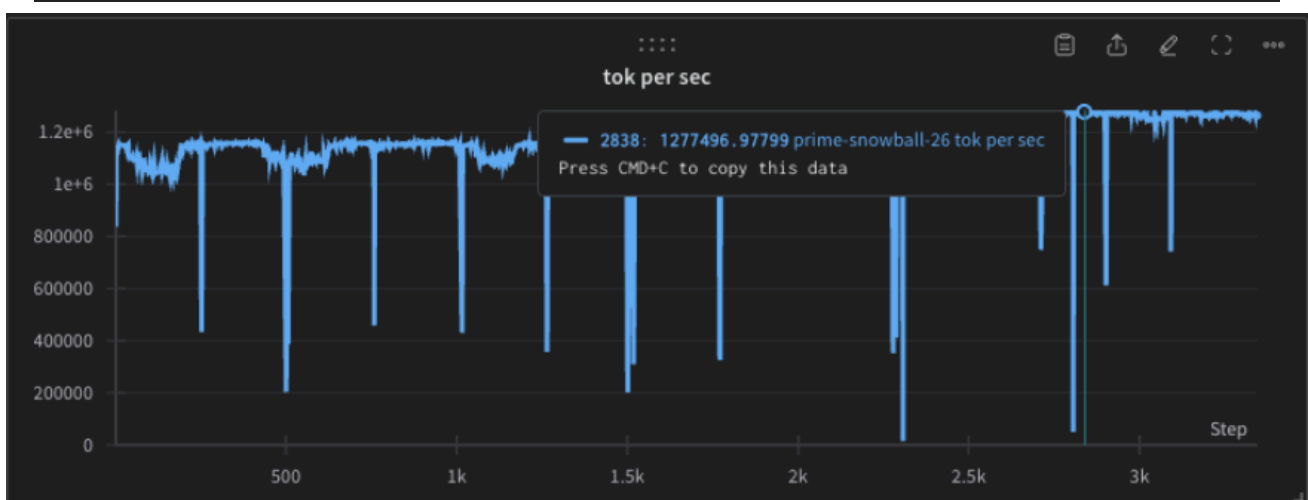 tok per sec
1.2e+6
2838: 1277496.97799 prime-snowball-26 tok per sec
Press CMD+C to copy this data
1e+6
800000
600000
400000
200000
Step
0
500
1k
1.5k
2k
2.5k
3k